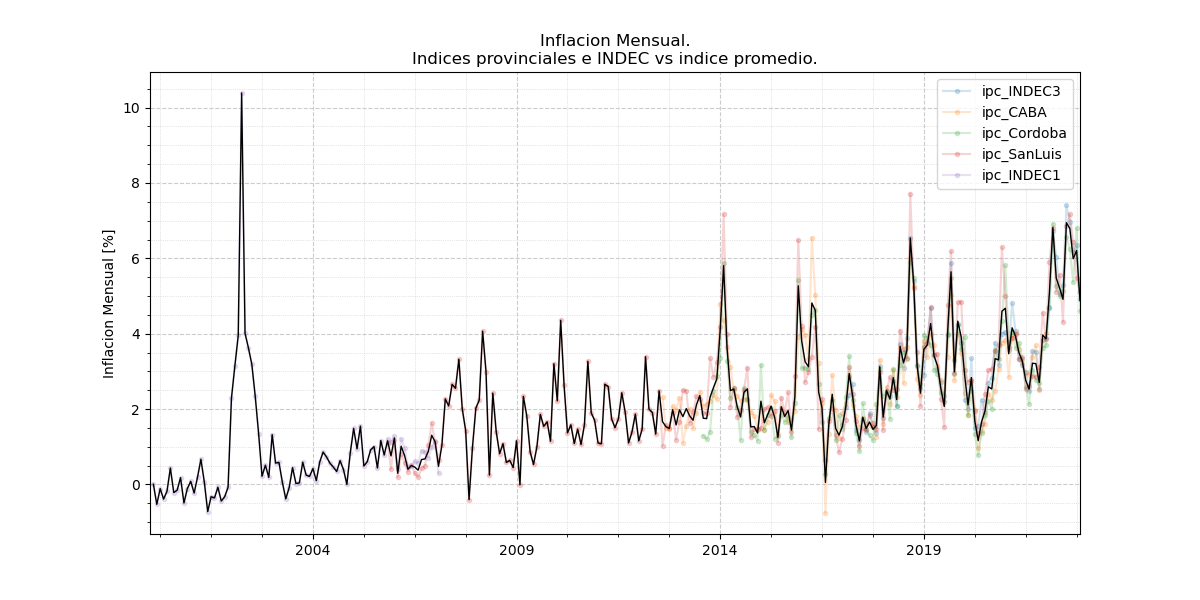 Inflacion Mensual.
Indices provinciales e INDEC vs indice promedio.
Inflacion Mensual [%]
10
8
6
4
2
0
2004
2009
2014
2019
ipc_INDEC3
ipc_CABA
ipc_Cordoba
ipc_SanLuis
ipc_INDEC1